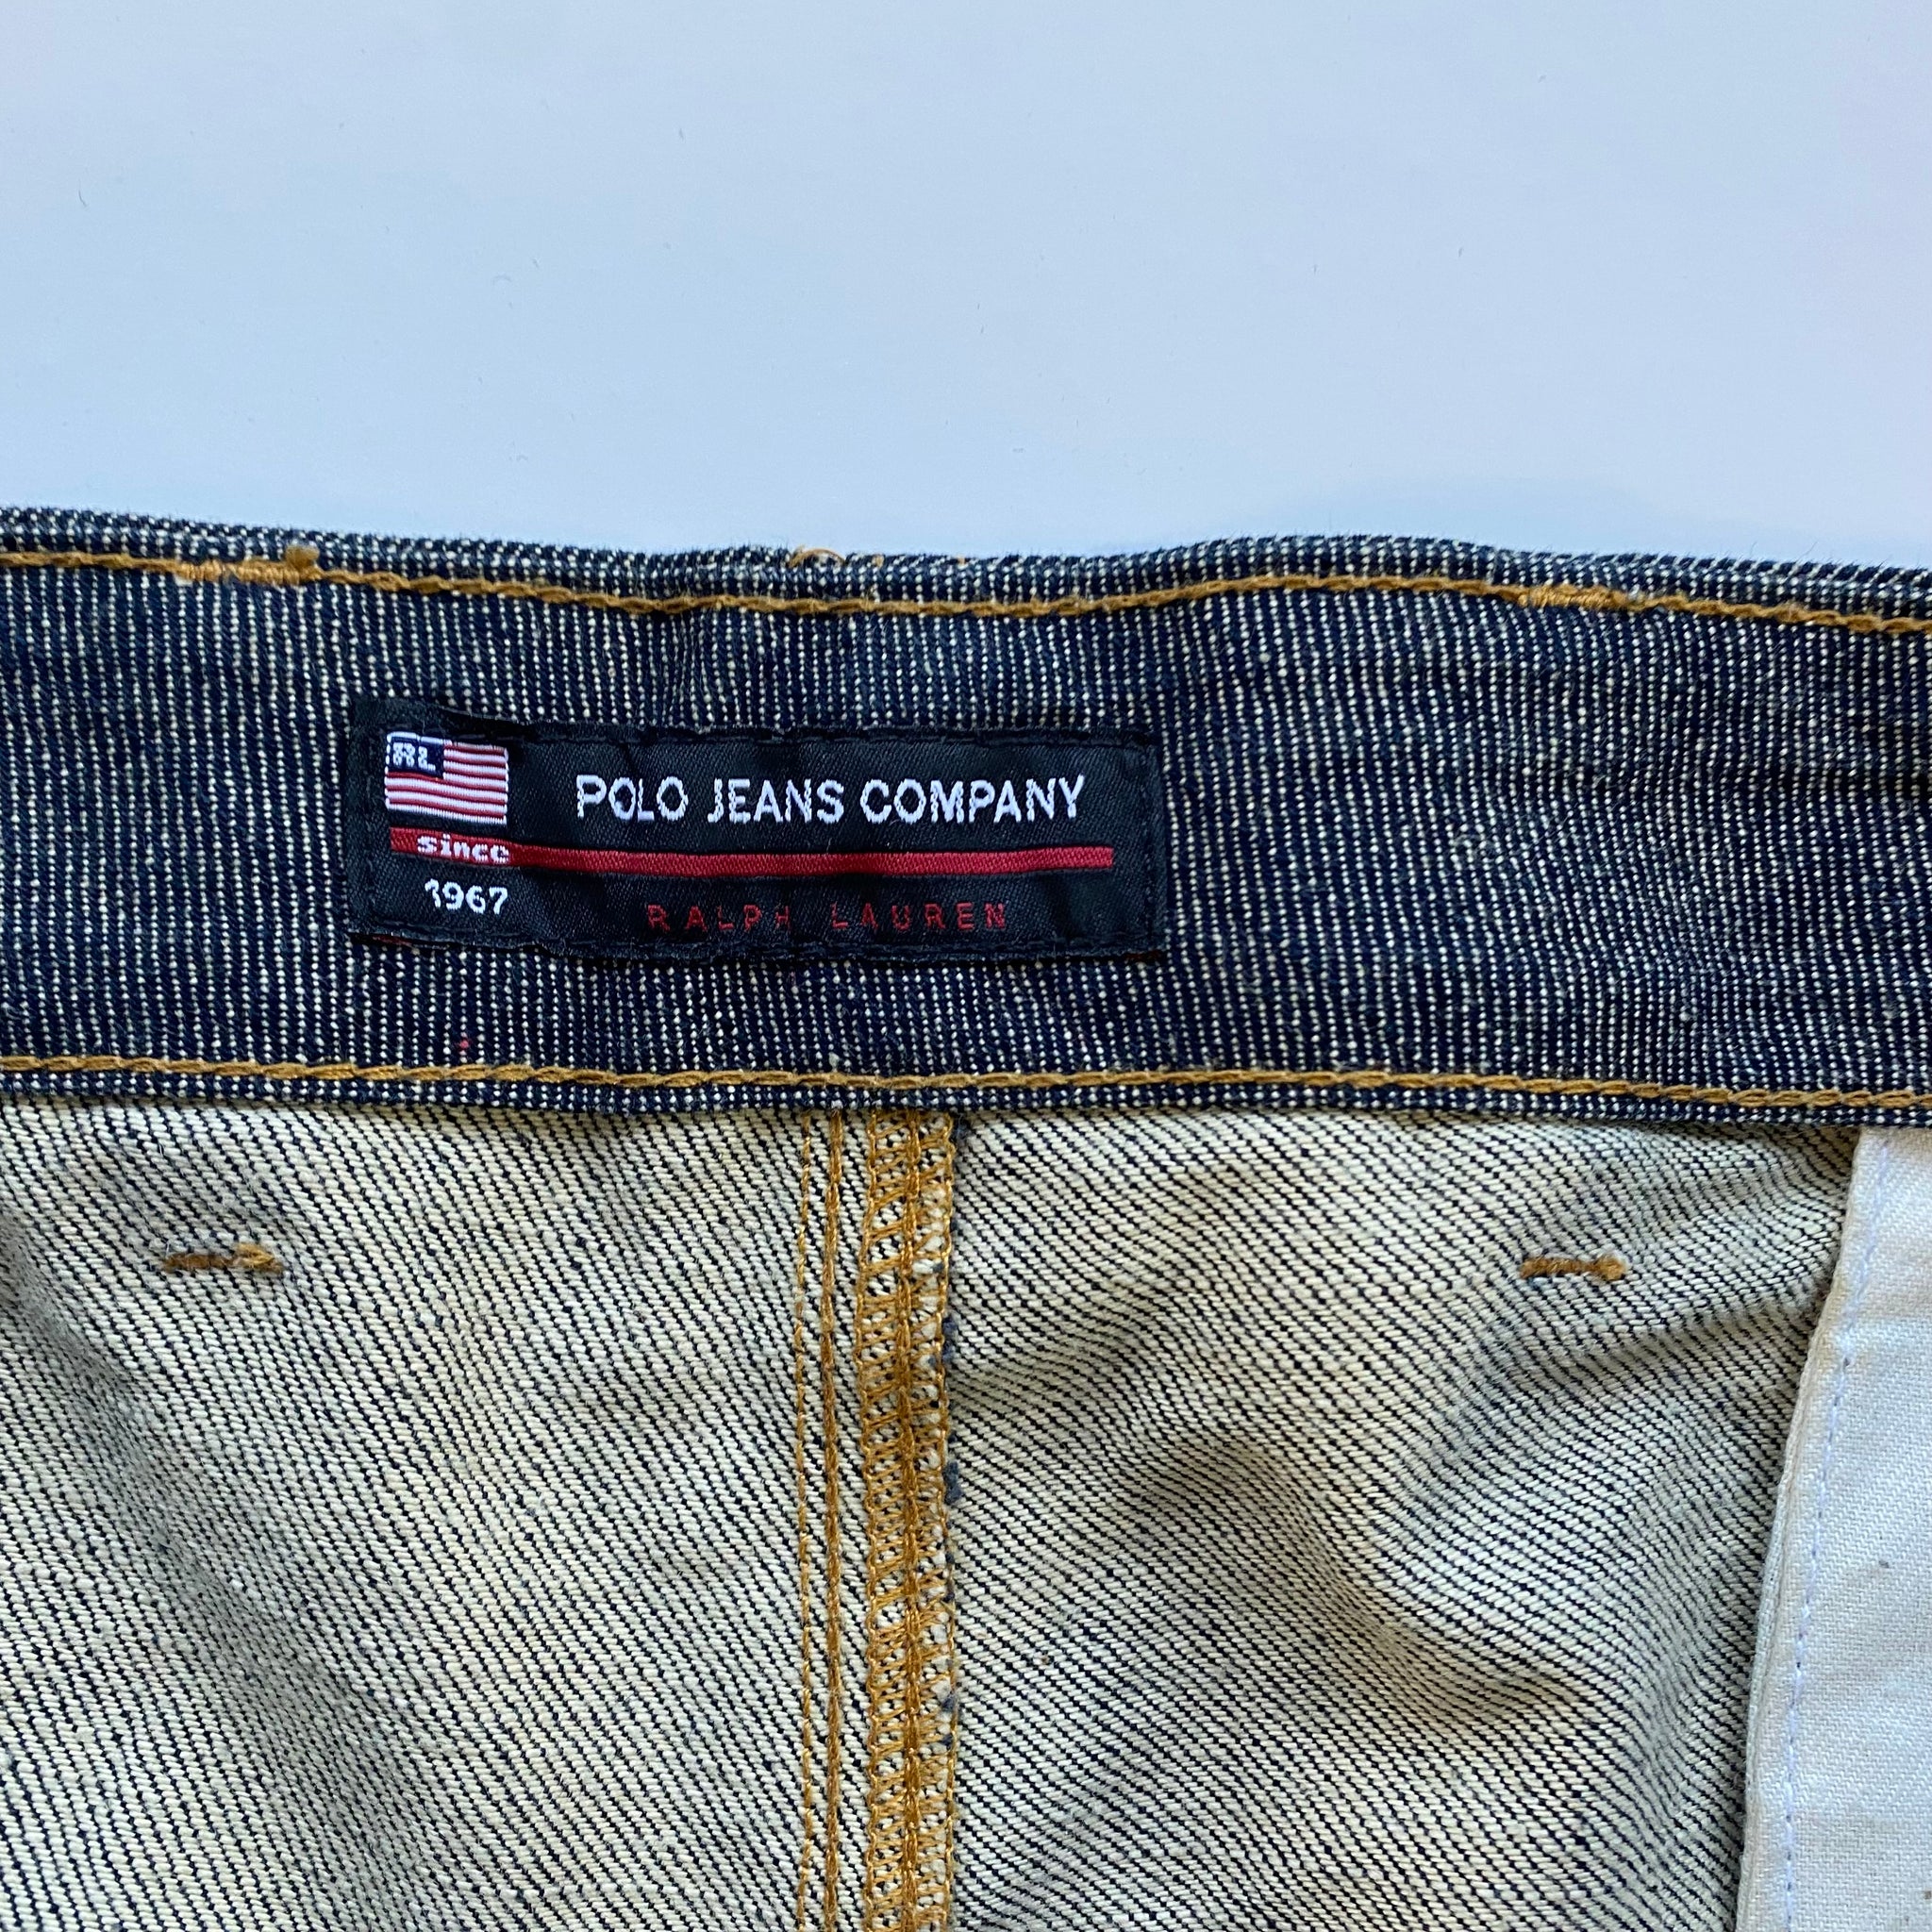 RL
POLO JEANS COMPANY
since
1967
RALPH LAUREN